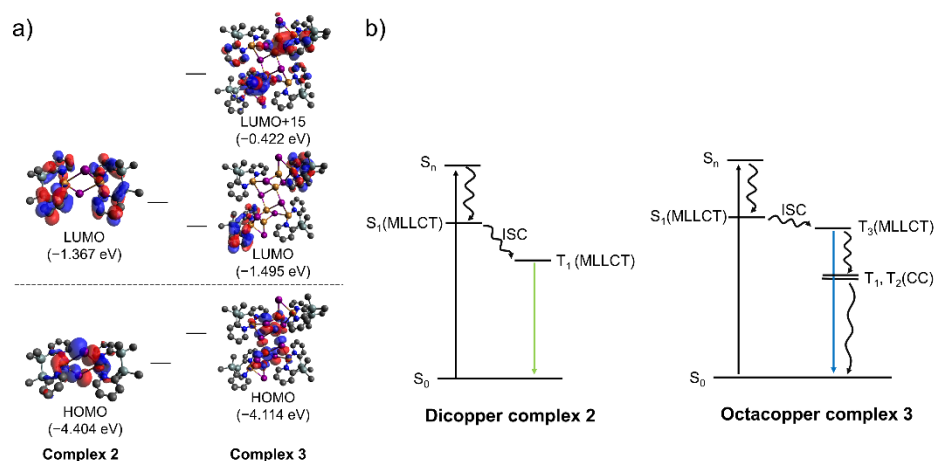 a)
LUMO+15
(−0.422 eV)
LUMO
(−1.367 eV)
LUMO
(−1.495 eV)
HOMO
(−4.404 eV)
HOMO
(−4.114 eV)
Complex 2
Complex 3
b)
Sₙ
S₁(MLLCT)
ISC
T₁(MLLCT)
S₀
Dicopper complex 2
Sₙ
S₁(MLLCT)
ISC
T₃(MLLCT)
T₁, T₂(CC)
S₀
Octacopper complex 3